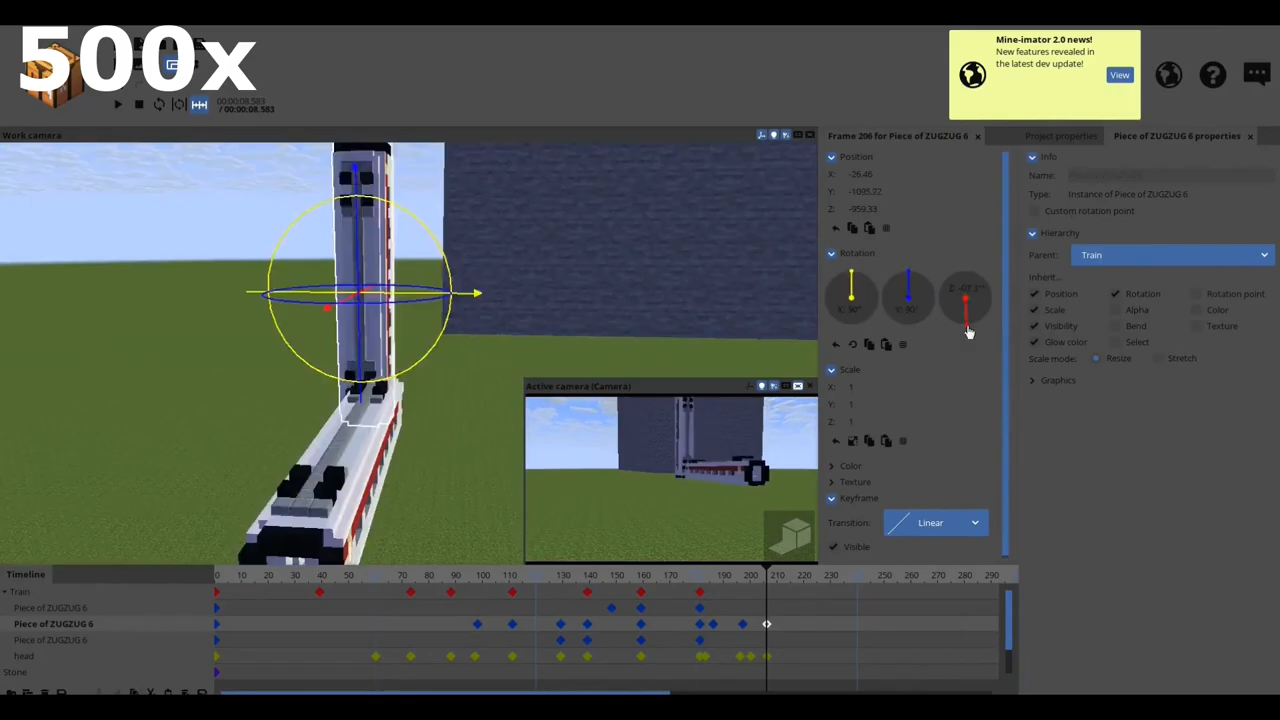 500x
Mine-imator 2.0 news!
New features revealed in
the latest dev update!
View
00:00:08.583
/ 00:00:08.583
Work camera
Frame 206 for Piece of ZUGZUG 6 ×
Project properties
Piece of ZUGZUG 6 properties ×
Position
X: -26.46
Y: -1095.72
Z: -959.33
Rotation
X: 90°
Y: 90°
Scale
X: 1
Y: 1
Z: 1
Color
Texture
Keyframe
Transition: Linear
Visible
Info
Name:
Type: Instance of Piece of ZUGZUG 6
Custom rotation point
Hierarchy
Parent: Train
Inherit...
Position Rotation Rotation point
Scale Alpha Color
Visibility Bend Texture
Glow color Select
Scale mode: Resize Stretch
Graphics
Active camera (Camera)
Timeline
0 10 20 30 40 50 73 80 90 100 110 130 140 150 160 170 190 200 210 220 230 250 260 270 280 290
Train
Piece of ZUGZUG 6
Piece of ZUGZUG 6
Piece of ZUGZUG 6
head
Stone